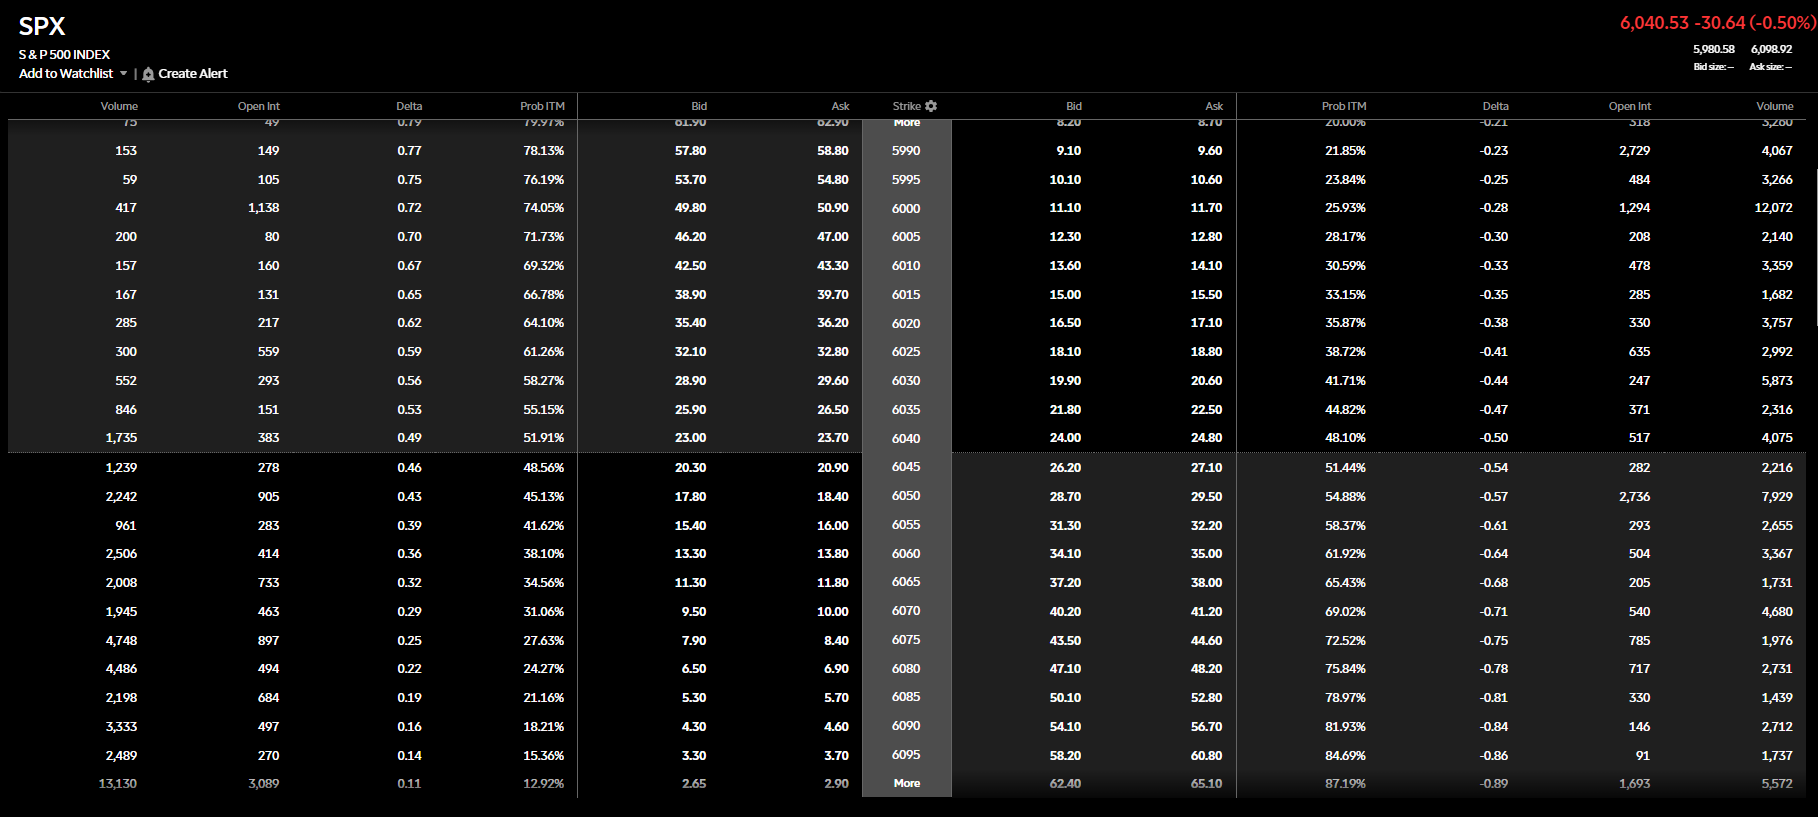 SPX
6,040.53 -30.64 (-0.50%)
S & P 500 INDEX
5,980.58 6,098.92
Add to Watchlist | Create Alert
Bid size: -- Ask size: --
Volume Open Int Delta Prob ITM Bid Ask Strike Bid Ask Prob ITM Delta Open Int Volume
75 49 0.79 79.97% 61.90 62.90 More 8.20 8.70 20.00% -0.21 318 3,260
153 149 0.77 78.13% 57.80 58.80 5990 9.10 9.60 21.85% -0.23 2,729 4,067
59 105 0.75 76.19% 53.70 54.80 5995 10.10 10.60 23.84% -0.25 484 3,266
417 1,138 0.72 74.05% 49.80 50.90 6000 11.10 11.70 25.93% -0.28 1,294 12,072
200 80 0.70 71.73% 46.20 47.00 6005 12.30 12.80 28.17% -0.30 208 2,140
157 160 0.67 69.32% 42.50 43.30 6010 13.60 14.10 30.59% -0.33 478 3,359
167 131 0.65 66.78% 38.90 39.70 6015 15.00 15.50 33.15% -0.35 285 1,682
285 217 0.62 64.10% 35.40 36.20 6020 16.50 17.10 35.87% -0.38 330 3,757
300 559 0.59 61.26% 32.10 32.80 6025 18.10 18.80 38.72% -0.41 635 2,992
552 293 0.56 58.27% 28.90 29.60 6030 19.90 20.60 41.71% -0.44 247 5,873
846 151 0.53 55.15% 25.90 26.50 6035 21.80 22.50 44.82% -0.47 371 2,316
1,735 383 0.49 51.91% 23.00 23.70 6040 24.00 24.80 48.10% -0.50 517 4,075
1,239 278 0.46 48.56% 20.30 20.90 6045 26.20 27.10 51.44% -0.54 282 2,216
2,242 905 0.43 45.13% 17.80 18.40 6050 28.70 29.50 54.88% -0.57 2,736 7,929
961 283 0.39 41.62% 15.40 16.00 6055 31.30 32.20 58.37% -0.61 293 2,655
2,506 414 0.36 38.10% 13.30 13.80 6060 34.10 35.00 61.92% -0.64 504 3,367
2,008 733 0.32 34.56% 11.30 11.80 6065 37.20 38.00 65.43% -0.68 205 1,731
1,945 463 0.29 31.06% 9.50 10.00 6070 40.20 41.20 69.02% -0.71 540 4,680
4,748 897 0.25 27.63% 7.90 8.40 6075 43.50 44.60 72.52% -0.75 785 1,976
4,486 494 0.22 24.27% 6.50 6.90 6080 47.10 48.20 75.84% -0.78 717 2,731
2,198 684 0.19 21.16% 5.30 5.70 6085 50.10 52.80 78.97% -0.81 330 1,439
3,333 497 0.16 18.21% 4.30 4.60 6090 54.10 56.70 81.93% -0.84 146 2,712
2,489 270 0.14 15.36% 3.30 3.70 6095 58.20 60.80 84.69% -0.86 91 1,737
13,130 3,089 0.11 12.92% 2.65 2.90 More 62.40 65.10 87.19% -0.89 1,693 5,572